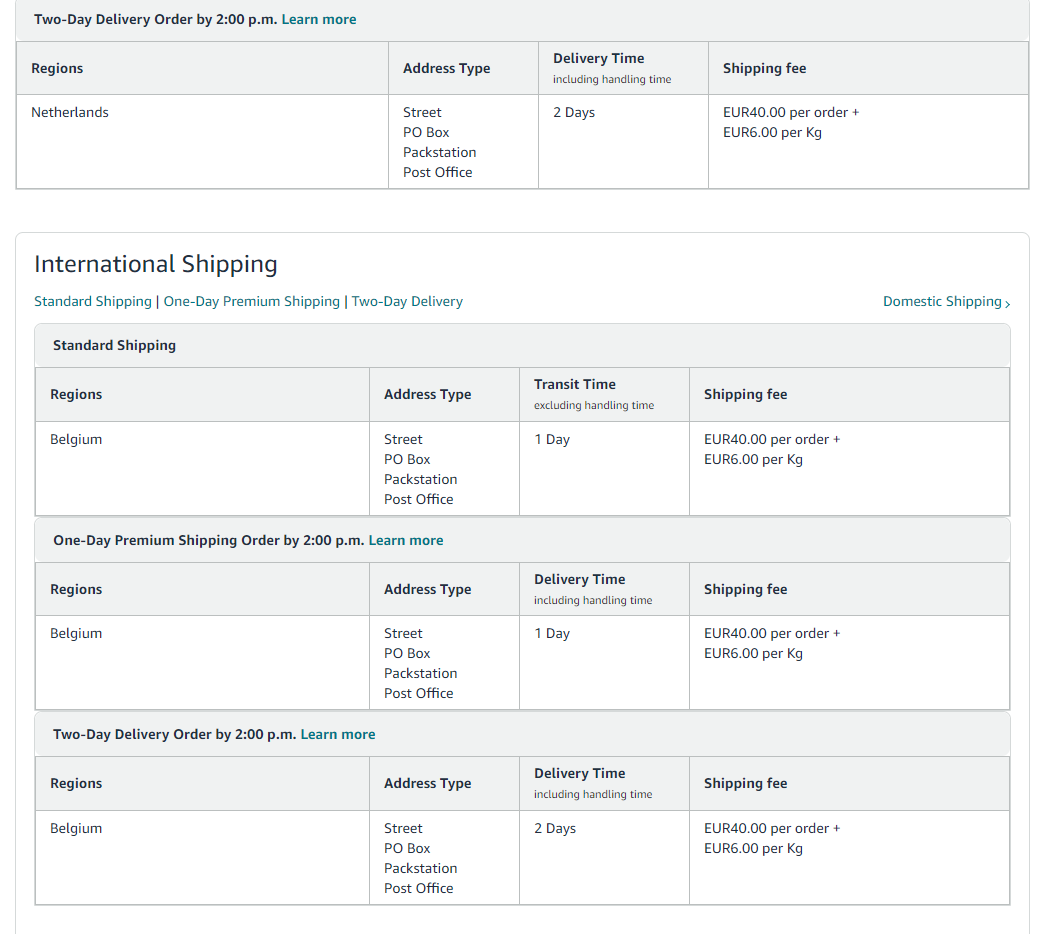 Two-Day Delivery Order by 2:00 p.m. Learn more
Regions
Address Type
Delivery Time
including handling time
Shipping fee
Netherlands
Street
PO Box
Packstation
Post Office
2 Days
EUR40.00 per order +
EUR6.00 per Kg
International Shipping
Standard Shipping | One-Day Premium Shipping | Two-Day Delivery
Domestic Shipping ›
Standard Shipping
Regions
Address Type
Transit Time
excluding handling time
Shipping fee
Belgium
Street
PO Box
Packstation
Post Office
1 Day
EUR40.00 per order +
EUR6.00 per Kg
One-Day Premium Shipping Order by 2:00 p.m. Learn more
Regions
Address Type
Delivery Time
including handling time
Shipping fee
Belgium
Street
PO Box
Packstation
Post Office
1 Day
EUR40.00 per order +
EUR6.00 per Kg
Two-Day Delivery Order by 2:00 p.m. Learn more
Regions
Address Type
Delivery Time
including handling time
Shipping fee
Belgium
Street
PO Box
Packstation
Post Office
2 Days
EUR40.00 per order +
EUR6.00 per Kg